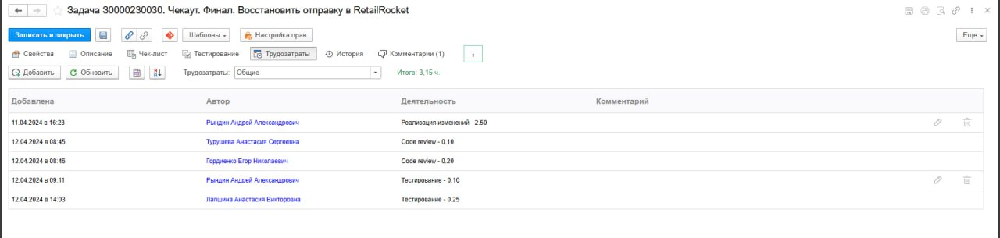 Задача З0000230030. Чекаут. Финал. Восстановить отправку в RetailRocket
Записать и закрыть Шаблоны Настройка прав Еще
Свойства Описание Чек-лист Тестирование Трудозатраты История Комментарии (1)
Добавить Обновить Трудозатраты: Общие Итого: 3,15 ч.
Добавлена Автор Деятельность Комментарий
11.04.2024 в 16:23 Рындин Андрей Александрович Реализация изменений - 2.50
12.04.2024 в 08:45 Турушева Анастасия Сергеевна Code review - 0.10
12.04.2024 в 08:46 Гордиенко Егор Николаевич Code review - 0.20
12.04.2024 в 09:11 Рындин Андрей Александрович Тестирование - 0.10
12.04.2024 в 14:03 Лапшина Анастасия Викторовна Тестирование - 0.25